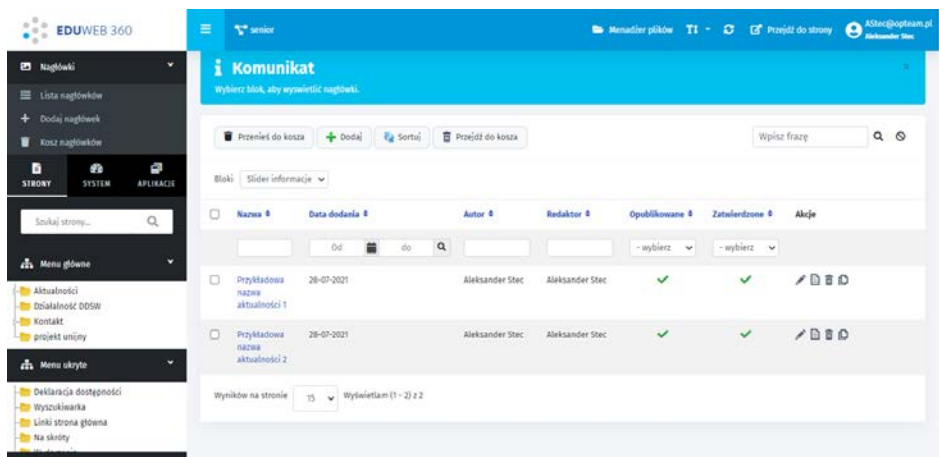 EDUWEB 360
senior
Menadżer plików
Przejdź do strony
AStec@opteam.pl
Aleksander Stec
Nagłówki
Lista nagłówków
Dodaj nagłówek
Kosz nagłówków
STRONY SYSTEM APLIKACJE
Szukaj strony...
Menu główne
Aktualności
Działalność DDSW
Kontakt
projekt unijny
Menu ukryte
Deklaracja dostępności
Wyszukiwarka
Linki strona główna
Na skróty
Komunikat
Wybierz blok, aby wyswietlić nagłówki.
Przenieś do kosza Dodaj Sortuj Przejdź do kosza
Wpisz frazę
Bloki Slider informacje
Nazwa Data dodania Autor Redaktor Opublikowane Zatwierdzone Akcje
Od do - wybierz - wybierz
Przykładowa nazwa aktualności 1 28-07-2021 Aleksander Stec Aleksander Stec
Przykładowa nazwa aktualności 2 28-07-2021 Aleksander Stec Aleksander Stec
Wyników na stronie 15 Wyświetlam (1 - 2) z 2